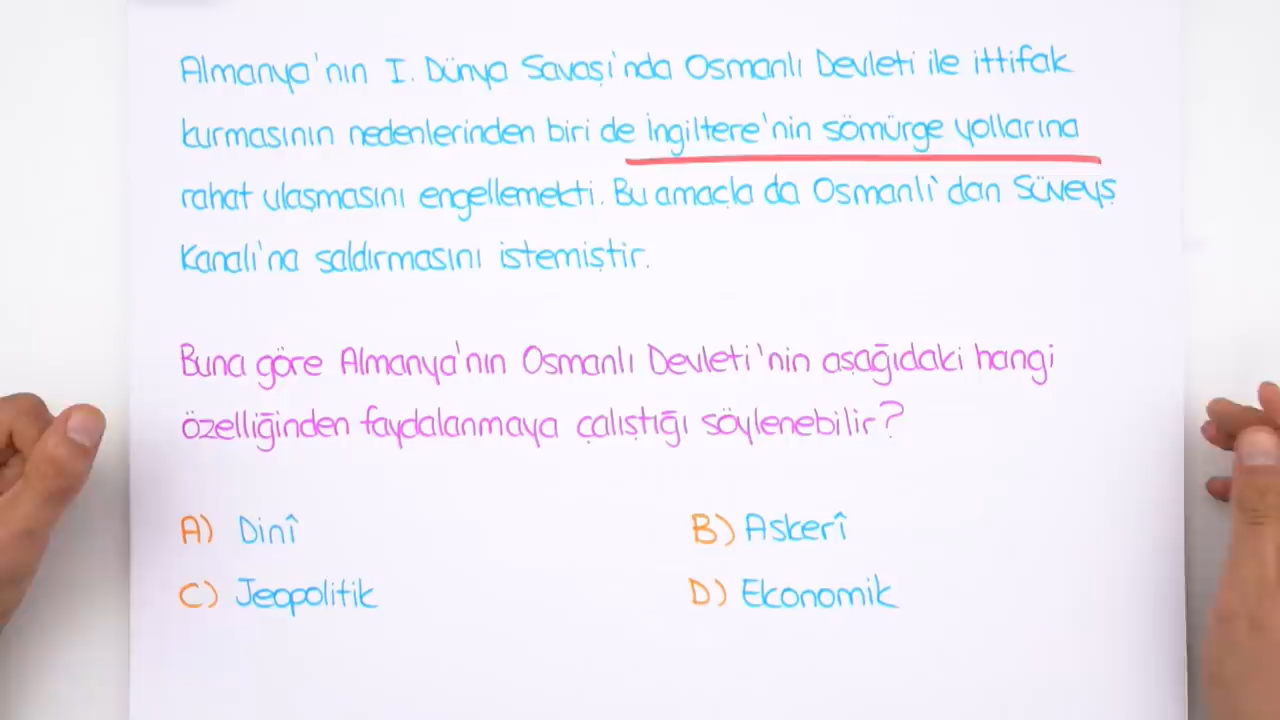 Almanya'nın I. Dünya Savaşı'nda Osmanlı Devleti ile ittifak
kurmasının nedenlerinden biri de İngiltere'nin sömürge yollarına
rahat ulaşmasını engellemekti. Bu amaçla da Osmanlı'dan Süveyş
Kanalı'na saldırmasını istemiştir.
Buna göre Almanya'nın Osmanlı Devleti'nin aşağıdaki hangi
özelliğinden faydalanmaya çalıştığı söylenebilir?
A) Dinî
B) Askerî
C) Jeopolitik
D) Ekonomik